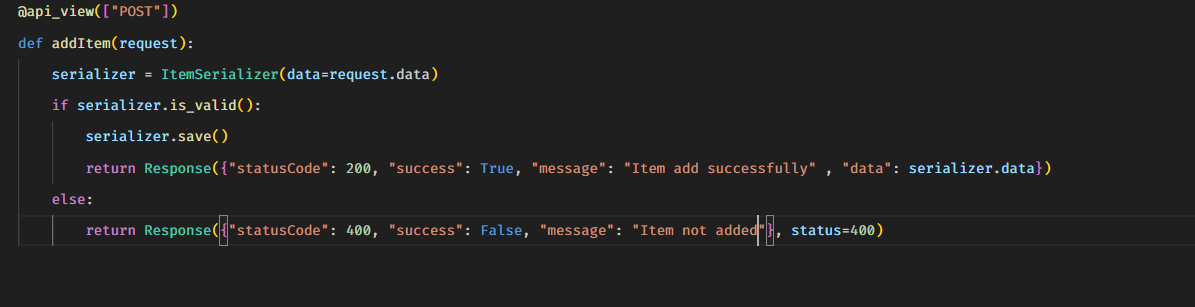 @api_view(["POST"])
def addItem(request):
    serializer = ItemSerializer(data=request.data)
    if serializer.is_valid():
        serializer.save()
        return Response({"statusCode": 200, "success": True, "message": "Item add successfully" , "data": serializer.data})
    else:
        return Response({"statusCode": 400, "success": False, "message": "Item not added"}, status=400)